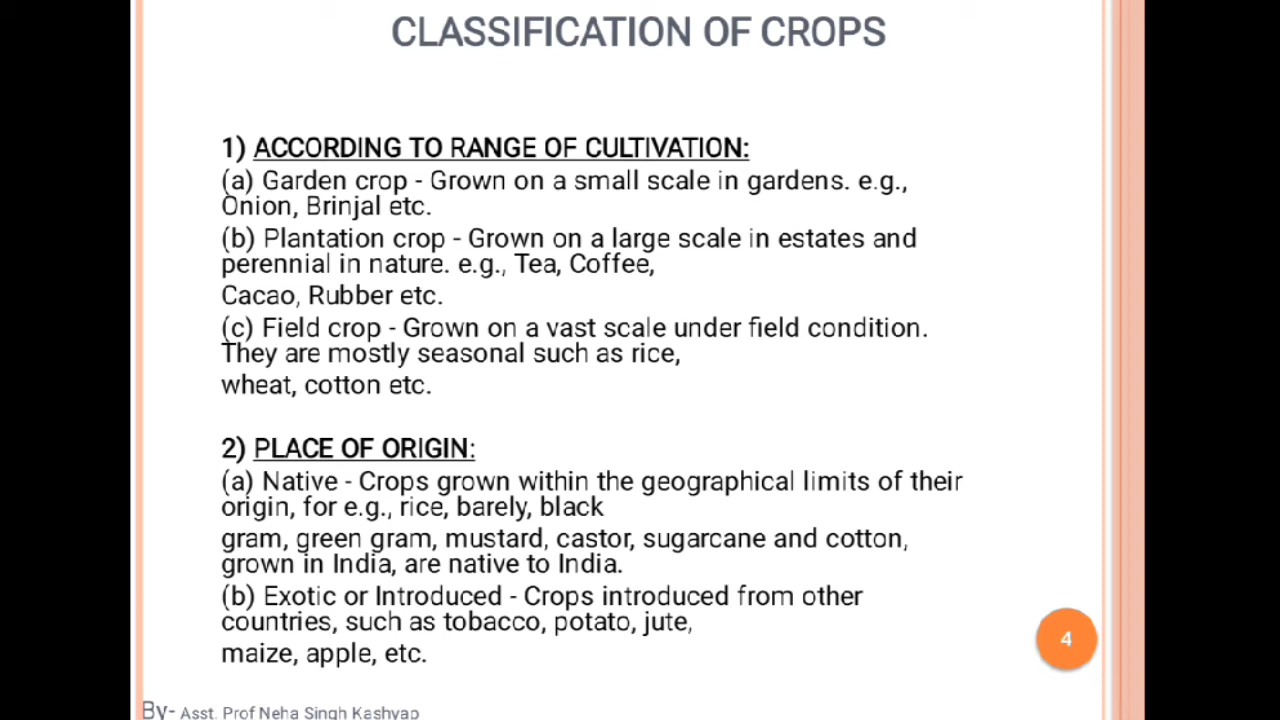 CLASSIFICATION OF CROPS
1) ACCORDING TO RANGE OF CULTIVATION:
(a) Garden crop - Grown on a small scale in gardens. e.g.,
Onion, Brinjal etc.
(b) Plantation crop - Grown on a large scale in estates and
perennial in nature. e.g., Tea, Coffee,
Cacao, Rubber etc.
(c) Field crop - Grown on a vast scale under field condition.
They are mostly seasonal such as rice,
wheat, cotton etc.
2) PLACE OF ORIGIN:
(a) Native - Crops grown within the geographical limits of their
origin, for e.g., rice, barely, black
gram, green gram, mustard, castor, sugarcane and cotton,
grown in India, are native to India.
(b) Exotic or Introduced - Crops introduced from other
countries, such as tobacco, potato, jute,
maize, apple, etc.
4
By- Asst. Prof Neha Singh Kashyap